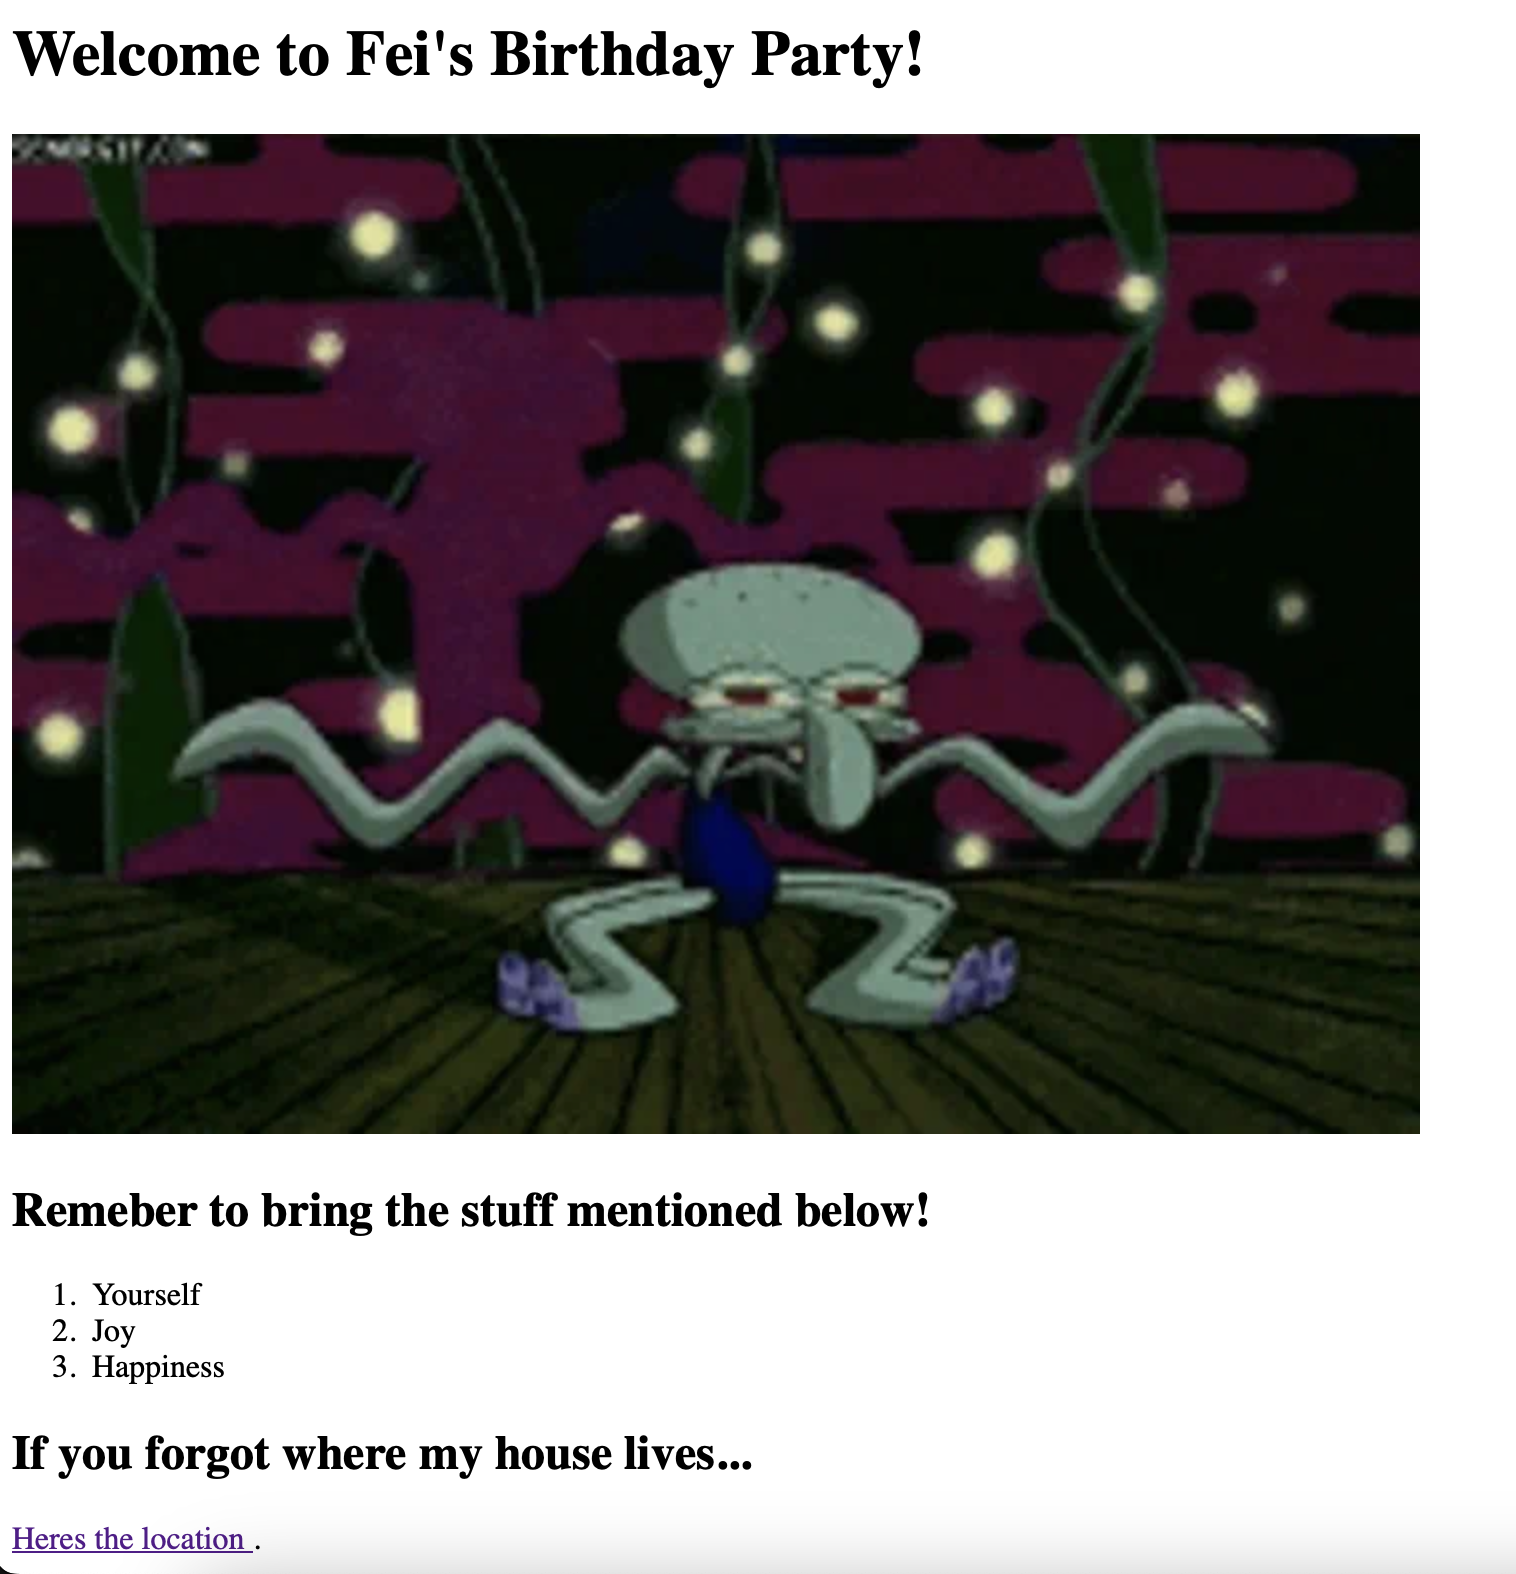 Welcome to Fei's Birthday Party!
Remeber to bring the stuff mentioned below!
1. Yourself
2. Joy
3. Happiness
If you forgot where my house lives...
Heres the location .